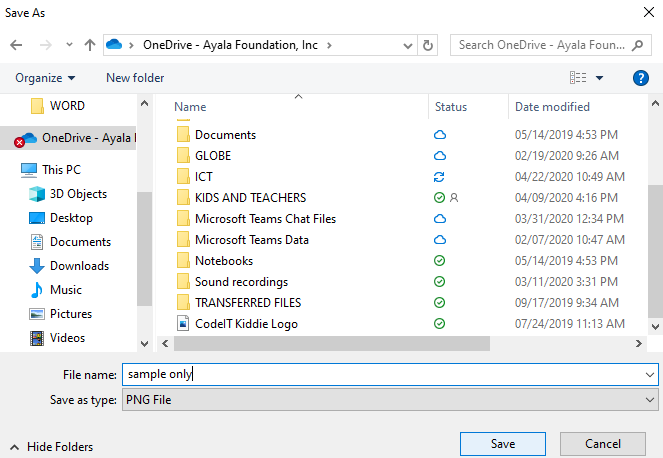 Save As
OneDrive - Ayala Foundation, Inc
Search OneDrive - Ayala Foun...
Organize
New folder
WORD
OneDrive - Ayala F
This PC
3D Objects
Desktop
Documents
Downloads
Music
Pictures
Videos
Name Status Date modified
Documents 05/14/2019 4:53 PM
GLOBE 02/19/2020 9:26 AM
ICT 04/22/2020 10:49 AM
KIDS AND TEACHERS 04/09/2020 4:16 PM
Microsoft Teams Chat Files 03/31/2020 12:34 PM
Microsoft Teams Data 02/07/2020 10:47 AM
Notebooks 05/14/2019 4:53 PM
Sound recordings 03/11/2020 3:31 PM
TRANSFERRED FILES 09/17/2019 9:34 AM
CodeIT Kiddie Logo 07/24/2019 11:13 AM
File name: sample only
Save as type: PNG File
Hide Folders
Save
Cancel